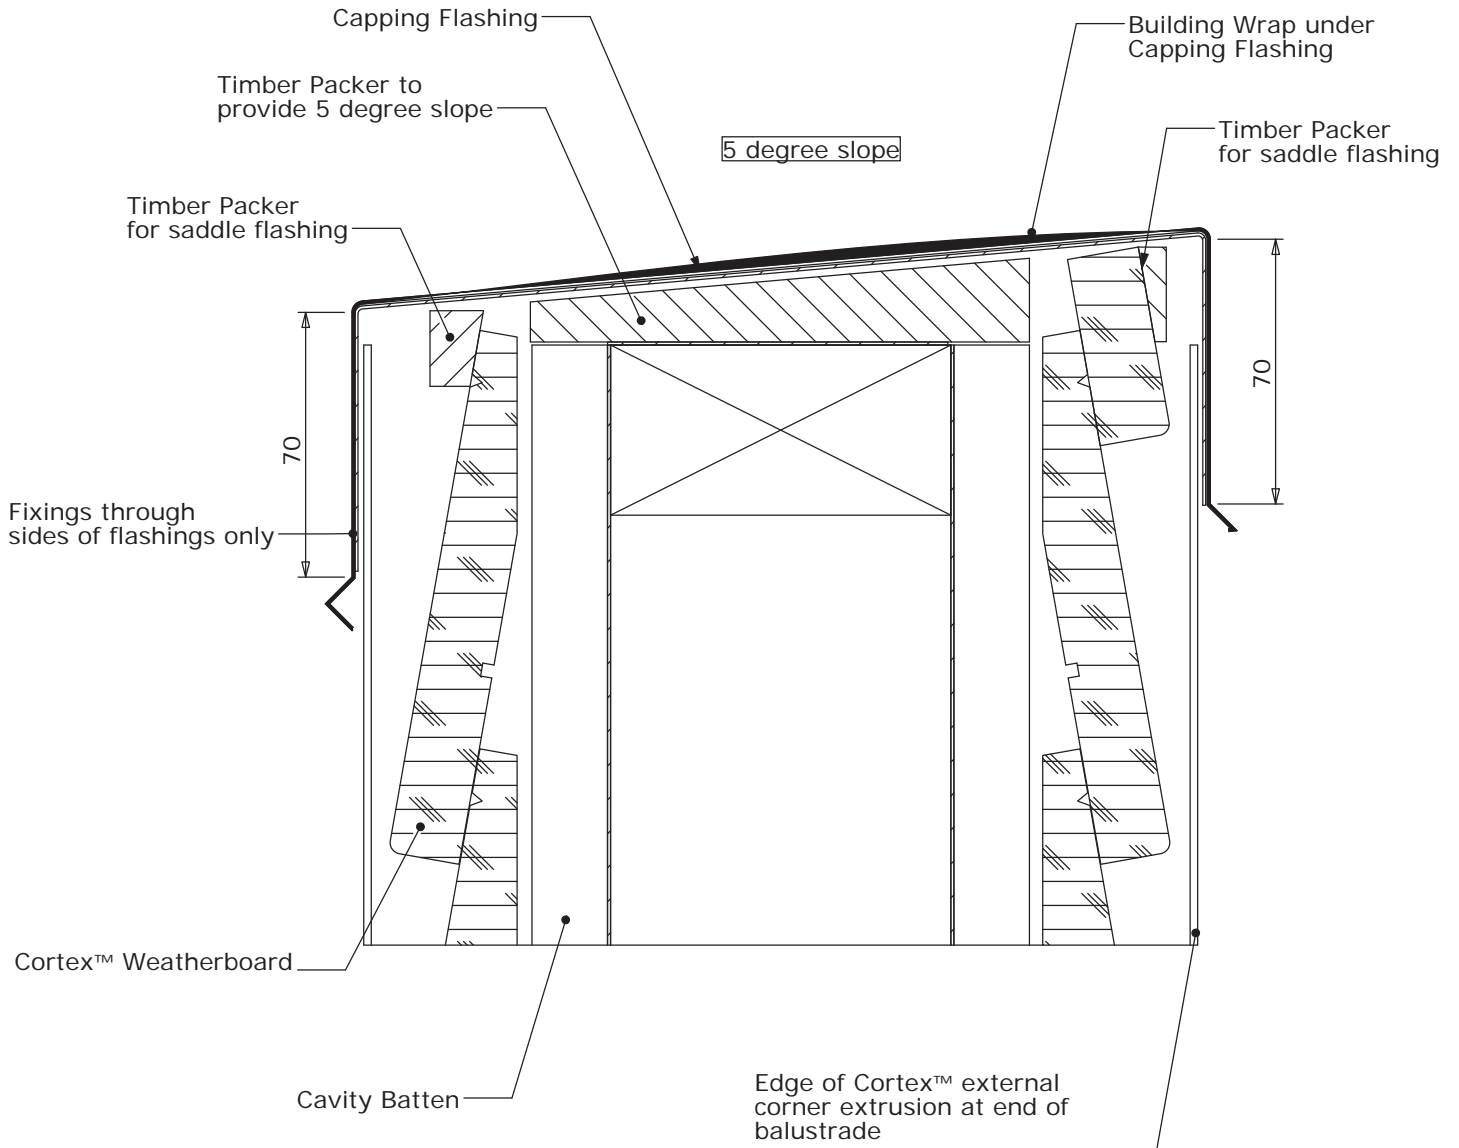 Capping Flashing
Building Wrap under
Capping Flashing
Timber Packer to
provide 5 degree slope
5 degree slope
Timber Packer
for saddle flashing
Timber Packer
for saddle flashing
70
70
Fixings through
sides of flashings only
Cortex™ Weatherboard
Cavity Batten
Edge of Cortex™ external
corner extrusion at end of
balustrade